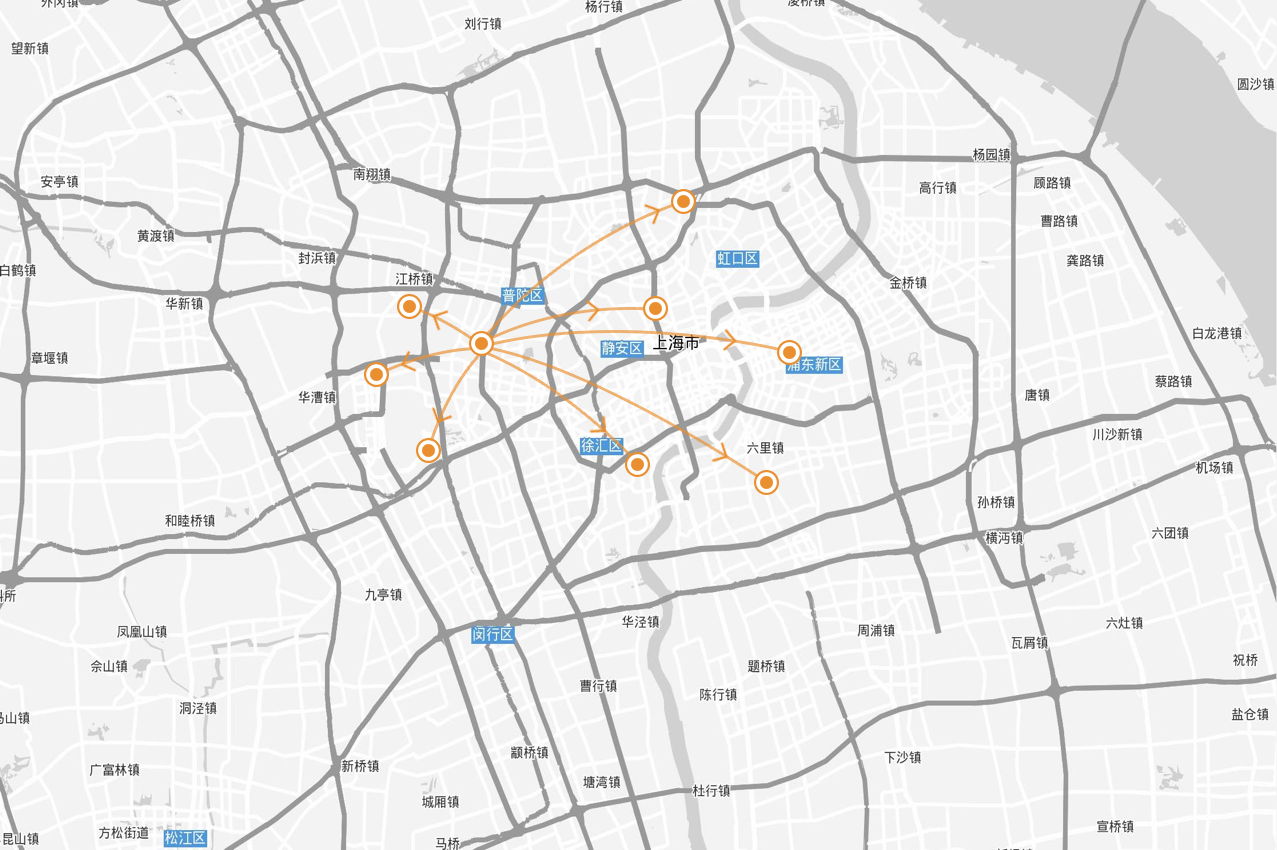 外冈镇
刘行镇
杨行镇
凌桥镇
望新镇
圆沙镇
杨园镇
南翔镇
安亭镇
高行镇
顾路镇
曹路镇
黄渡镇
封浜镇
虹口区
龚路镇
白鹤镇
江桥镇
金桥镇
华新镇
普陀区
白龙港镇
上海市
静安区
章堰镇
浦东新区
蔡路镇
华漕镇
唐镇
川沙新镇
徐汇区
六里镇
机场镇
孙桥镇
和睦桥镇
六团镇
横沔镇
科所
九亭镇
凤凰山镇
华泾镇
六灶镇
闵行区
周浦镇
瓦屑镇
佘山镇
题桥镇
祝桥
曹行镇
陈行镇
洞泾镇
马山镇
盐仓镇
颛桥镇
下沙镇
新桥镇
广富林镇
塘湾镇
杜行镇
城厢镇
宣桥镇
方松街道
松江区
昆山镇
马桥